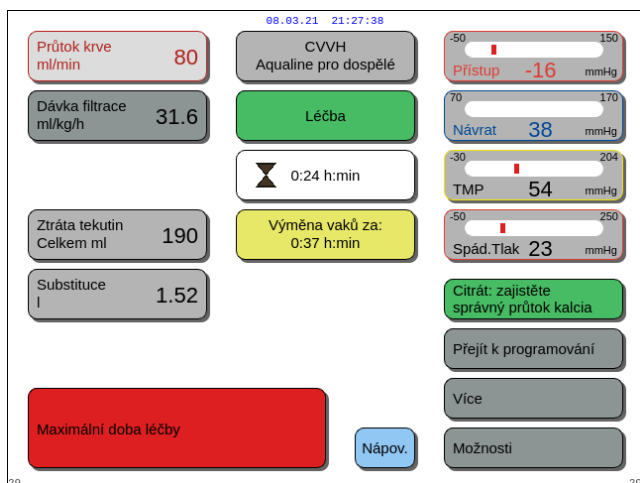 08.03.21 21:27:38
Průtok krve
ml/min
80
CVVH
Aqualine pro dospělé
-50
150
Přístup
-16
mmHg
Dávka filtrace
ml/kg/h
31.6
Léčba
70
170
Návrat
38
mmHg
0:24 h:min
-30
204
TMP
54
mmHg
Ztráta tekutin
Celkem ml
190
Výměna vaků za:
0:37 h:min
-50
250
Spád.Tlak
23
mmHg
Substituce
l
1.52
Citrát: zajistěte
správný průtok kalcia
Přejít k programování
Více
Maximální doba léčby
Nápov.
Možnosti